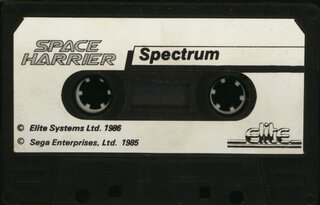 SPACE
HARRIER
Spectrum
© Elite Systems Ltd. 1986
© Sega Enterprises, Ltd. 1985
elite